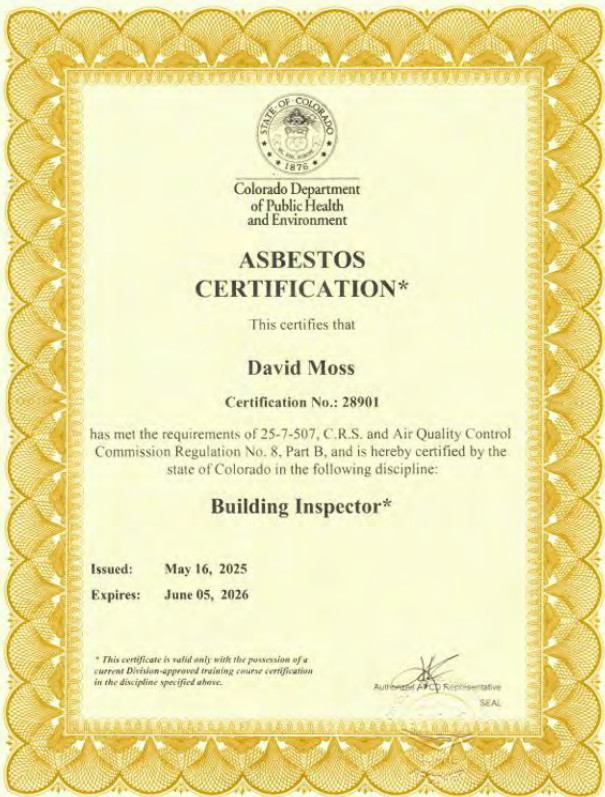 STATE OF COLORADO
1876
Colorado Department
of Public Health
and Environment
ASBESTOS
CERTIFICATION*
This certifies that
David Moss
Certification No.: 28901
has met the requirements of 25-7-507, C.R.S. and Air Quality Control
Commission Regulation No. 8, Part B, and is hereby certified by the
state of Colorado in the following discipline:
Building Inspector*
Issued: May 16, 2025
Expires: June 05, 2026
* This certificate is valid only with the possession of a
current Division-approved training course certification
in the discipline specified above.
Authorized APCD Representative
SEAL